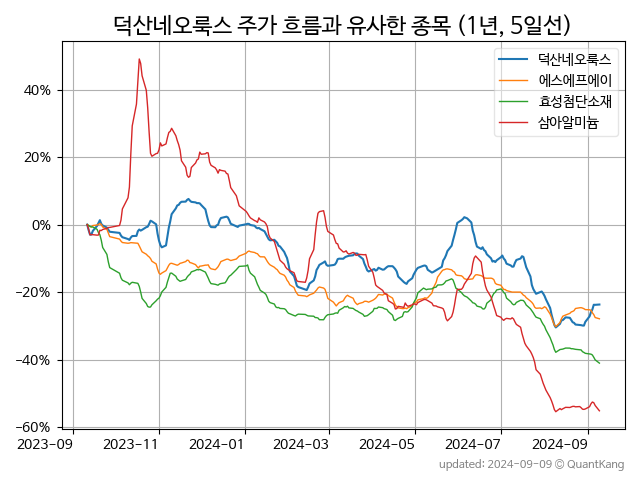 덕산네오룩스 주가 흐름과 유사한 종목 (1년, 5일선)
덕산네오룩스
에스에프에이
효성첨단소재
삼아알미늄
40%
20%
0%
−20%
−40%
−60%
2023-09 2023-11 2024-01 2024-03 2024-05 2024-07 2024-09
updated: 2024-09-09 © QuantKang